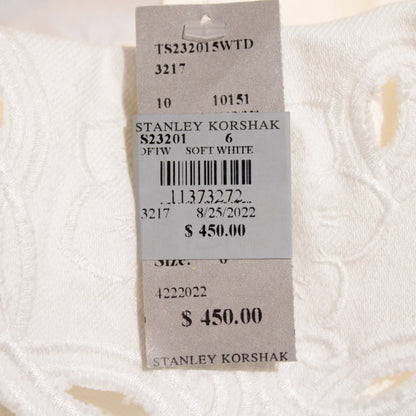 TS232015WTD
3217
10 10151
STANLEY KORSHAK
S23201 6
OFTW SOFT WHITE
11373272
3217 8/25/2022
$ 450.00
Size:
4222022
$ 450.00
STANLEY KORSHAK